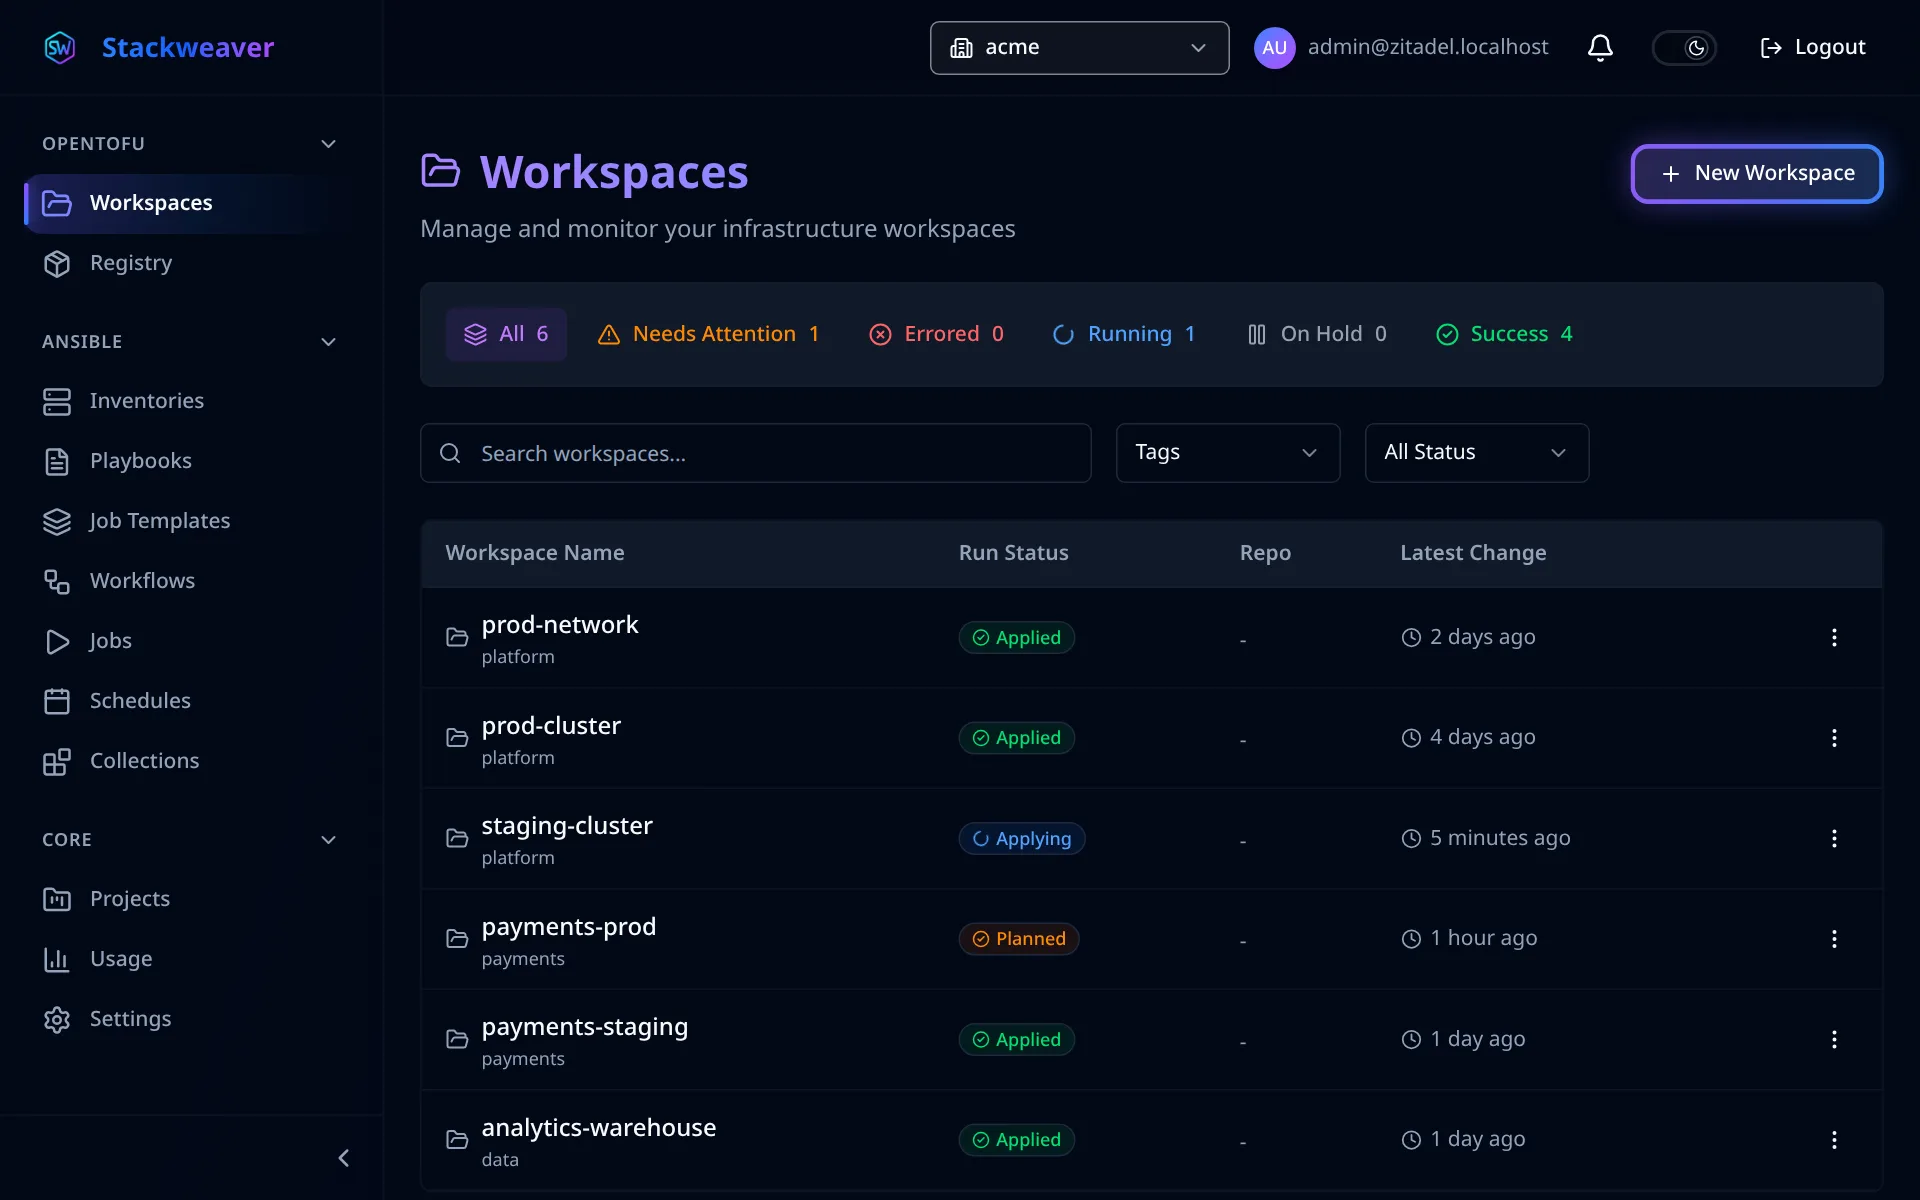 SW Stackweaver
acme
AU admin@zitadel.localhost
Logout
OPENTOFU
Workspaces
Registry
ANSIBLE
Inventories
Playbooks
Job Templates
Workflows
Jobs
Schedules
Collections
CORE
Projects
Usage
Settings
Workspaces
New Workspace
Manage and monitor your infrastructure workspaces
All 6 Needs Attention 1 Errored 0 Running 1 On Hold 0 Success 4
Search workspaces...
Tags
All Status
Workspace Name Run Status Repo Latest Change
prod-network
platform
Applied - 2 days ago
prod-cluster
platform
Applied - 4 days ago
staging-cluster
platform
Applying - 5 minutes ago
payments-prod
payments
Planned - 1 hour ago
payments-staging
payments
Applied - 1 day ago
analytics-warehouse
data
Applied - 1 day ago